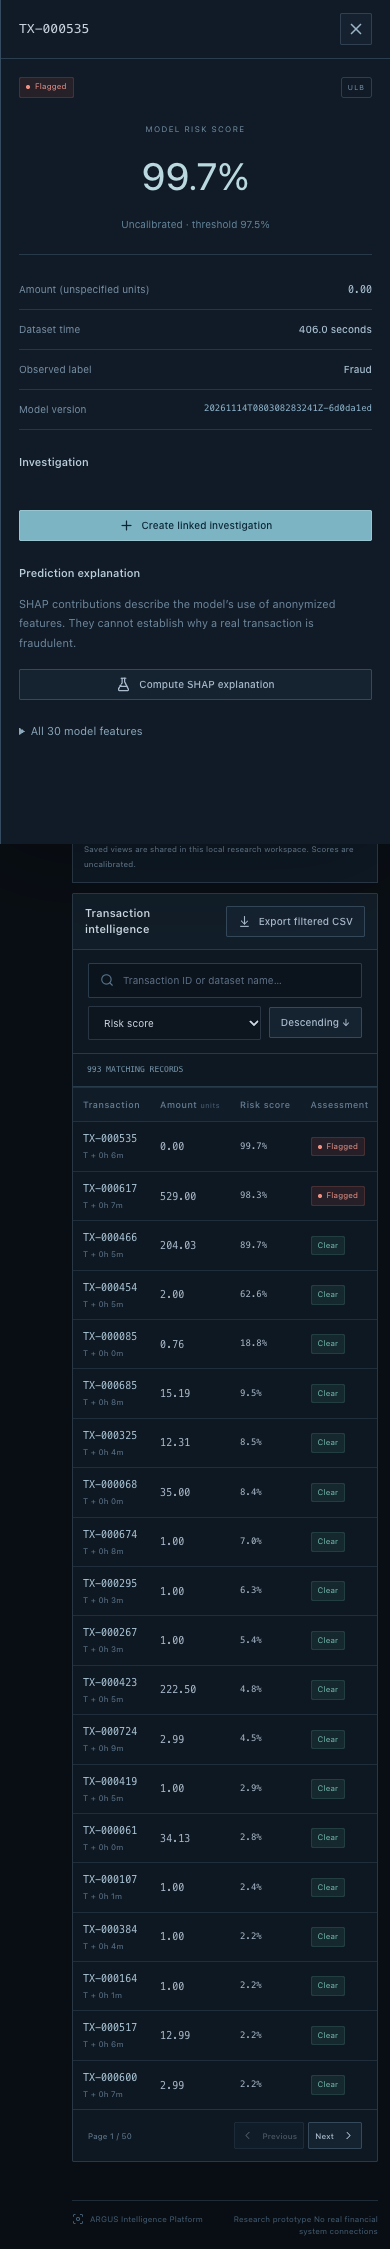 TX-000535
Flagged
ULB
MODEL RISK SCORE
99.7%
Uncalibrated · threshold 97.5%
Amount (unspecified units) 0.00
Dataset time 406.0 seconds
Observed label Fraud
Model version 20261114T080308283241Z-6d0da1ed
Investigation
Create linked investigation
Prediction explanation
SHAP contributions describe the model's use of anonymized
features. They cannot establish why a real transaction is
fraudulent.
Compute SHAP explanation
All 30 model features
Saved views are shared in this local research workspace. Scores are
uncalibrated.
Transaction
intelligence
Export filtered CSV
Transaction ID or dataset name...
Risk score
Descending ↓
993 MATCHING RECORDS
Transaction Amount units Risk score Assessment
TX-000535 0.00 99.7% Flagged
T + 0h 6m
TX-000617 529.00 98.3% Flagged
T + 0h 7m
TX-000466 204.03 89.7% Clear
T + 0h 5m
TX-000454 2.00 62.6% Clear
T + 0h 5m
TX-000085 0.76 18.8% Clear
T + 0h 0m
TX-000685 15.19 9.5% Clear
T + 0h 8m
TX-000325 12.31 8.5% Clear
T + 0h 4m
TX-000068 35.00 8.4% Clear
T + 0h 0m
TX-000674 1.00 7.0% Clear
T + 0h 8m
TX-000295 1.00 6.3% Clear
T + 0h 3m
TX-000267 1.00 5.4% Clear
T + 0h 3m
TX-000423 222.50 4.8% Clear
T + 0h 5m
TX-000724 2.99 4.5% Clear
T + 0h 9m
TX-000419 1.00 2.9% Clear
T + 0h 5m
TX-000061 34.13 2.8% Clear
T + 0h 0m
TX-000107 1.00 2.4% Clear
T + 0h 1m
TX-000384 1.00 2.2% Clear
T + 0h 4m
TX-000164 1.00 2.2% Clear
T + 0h 1m
TX-000517 12.99 2.2% Clear
T + 0h 6m
TX-000600 2.99 2.2% Clear
T + 0h 7m
Page 1 / 50
Previous
Next
ARGUS Intelligence Platform
Research prototype No real financial
system connections